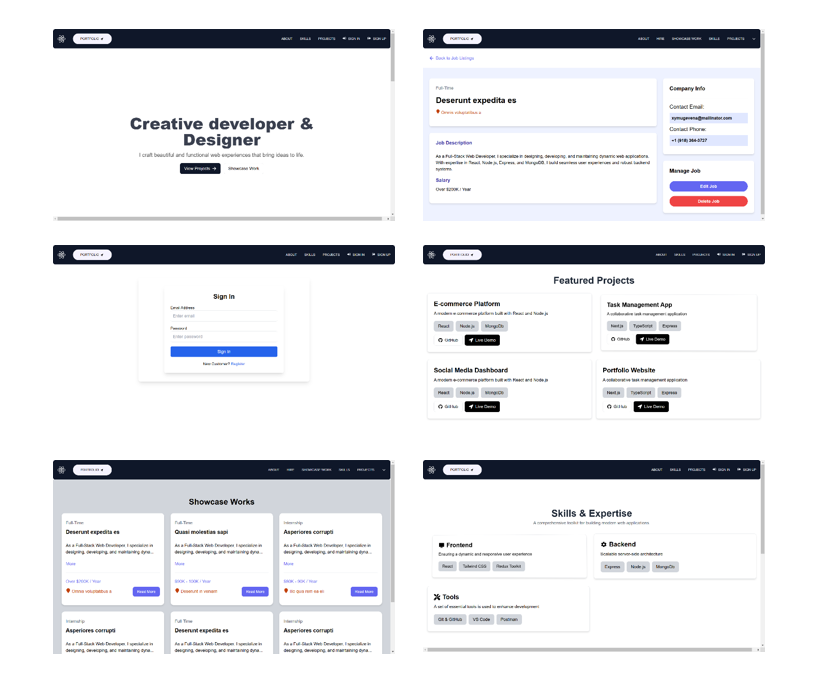 PORTFOLIO
ABOUT SKILLS PROJECTS SIGN IN SIGN UP
Creative developer &
Designer
I craft beautiful and functional web experiences that bring ideas to life.
View Projects → Showcase Work
PORTFOLIO
ABOUT HIRE SHOWCASE WORK SKILLS PROJECTS
← Back to Job Listings
Full-Time
Deserunt expedita es
Omnis voluptatibus a
Job Description
As a Full-Stack Web Developer, I specialize in designing, developing, and maintaining dynamic web applications.
With expertise in React, Node.js, Express, and MongoDB, I build seamless user experiences and robust backend
systems.
Salary
Over $200K / Year
Company Info
Contact Email:
symugavena@mailinator.com
Contact Phone:
Manage Job
Edit Job
Delete Job
PORTFOLIO
ABOUT SKILLS PROJECTS SIGN IN SIGN UP
Sign In
Email Address
Enter email
Password
Enter password
Sign In
New Customer? Register
PORTFOLIO
ABOUT SKILLS PROJECTS SIGN IN SIGN UP
Featured Projects
E-commerce Platform
A modern e-commerce platform built with React and Node.js
React Node.js MongoDB
GitHub Live Demo
Task Management App
A collaborative task management application
Next.js TypeScript Express
GitHub Live Demo
Social Media Dashboard
A modern e-commerce platform built with React and Node.js
React Node.js MongoDB
GitHub Live Demo
Portfolio Website
A collaborative task management application
Next.js TypeScript Express
GitHub Live Demo
PORTFOLIO
ABOUT HIRE SHOWCASE WORK SKILLS PROJECTS
Showcase Works
Full-Time
Deserunt expedita es
As a Full-Stack Web Developer, I specialize in
designing, developing, and maintaining dyna...
More
Over $200K / Year
Omnis voluptatibus a
Read More
Full-Time
Quasi molestias sapi
As a Full-Stack Web Developer, I specialize in
designing, developing, and maintaining dyna...
More
/ Year
Deserunt in veniam
Read More
Internship
Asperiores corrupti
As a Full-Stack Web Developer, I specialize in
designing, developing, and maintaining dyna...
More
/ Year
Read More
Internship
Asperiores corrupti
As a Full-Stack Web Developer, I specialize in
designing, developing, and maintaining dyna...
Full-Time
Deserunt expedita es
As a Full-Stack Web Developer, I specialize in
designing, developing, and maintaining dyna...
Internship
Asperiores corrupti
As a Full-Stack Web Developer, I specialize in
designing, developing, and maintaining dyna...
PORTFOLIO
ABOUT SKILLS PROJECTS SIGN IN SIGN UP
Skills & Expertise
A comprehensive toolkit for building modern web applications
Frontend
Ensuring a dynamic and responsive user experience
React Tailwind CSS Redux Toolkit
Backend
Scalable server-side architecture
Express Node.js MongoDB
Tools
A set of essential tools is used to enhance development
Git & GitHub VS Code Postman